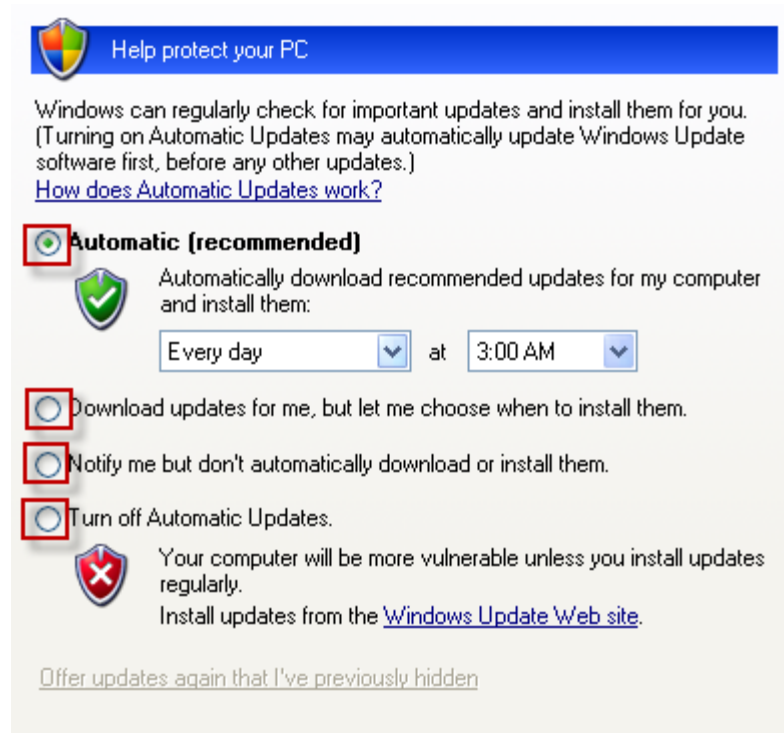 Help protect your PC
Windows can regularly check for important updates and install them for you.
(Turning on Automatic Updates may automatically update Windows Update
software first, before any other updates.)
How does Automatic Updates work?
Automatic (recommended)
Automatically download recommended updates for my computer
and install them:
Every day at 3:00 AM
Download updates for me, but let me choose when to install them.
Notify me but don't automatically download or install them.
Turn off Automatic Updates.
Your computer will be more vulnerable unless you install updates
regularly.
Install updates from the Windows Update Web site.
Offer updates again that I've previously hidden